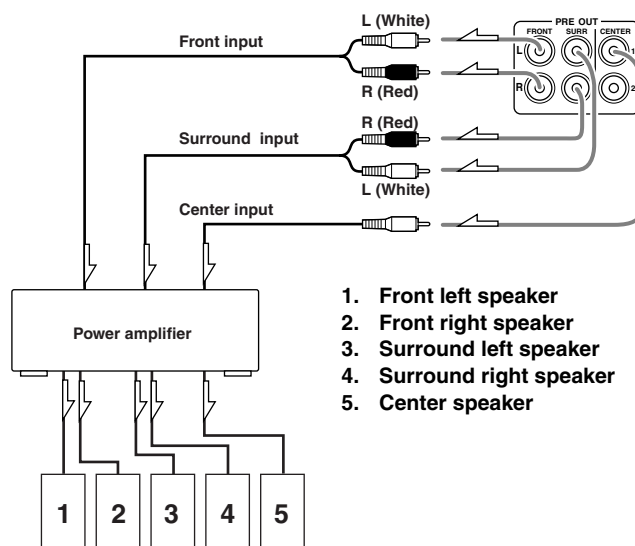 L (White)
PRE OUT
FRONT SURR CENTER
Front input
L
1
R
2
R (Red)
R (Red)
Surround input
L (White)
Center input
Power amplifier
1. Front left speaker
2. Front right speaker
3. Surround left speaker
4. Surround right speaker
5. Center speaker
1 2 3 4 5